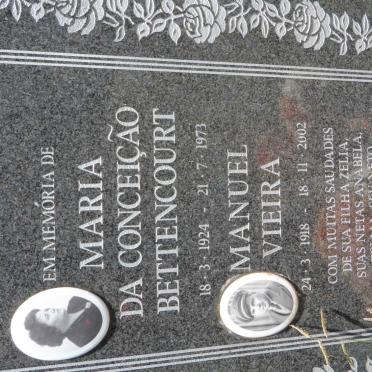 EM MEMÓRIA DE
MARIA
DA CONCEIÇÃO
BETTENCOURT
18 - 3 - 1924 - 21 - 7 - 1973
MANUEL
VIEIRA
24 - 3 - 1918 - 18 - 11 - 2002
COM MUITAS SAUDADES
DE SUA FILHA ZÉLIA,
SUAS NETAS ANABELA,